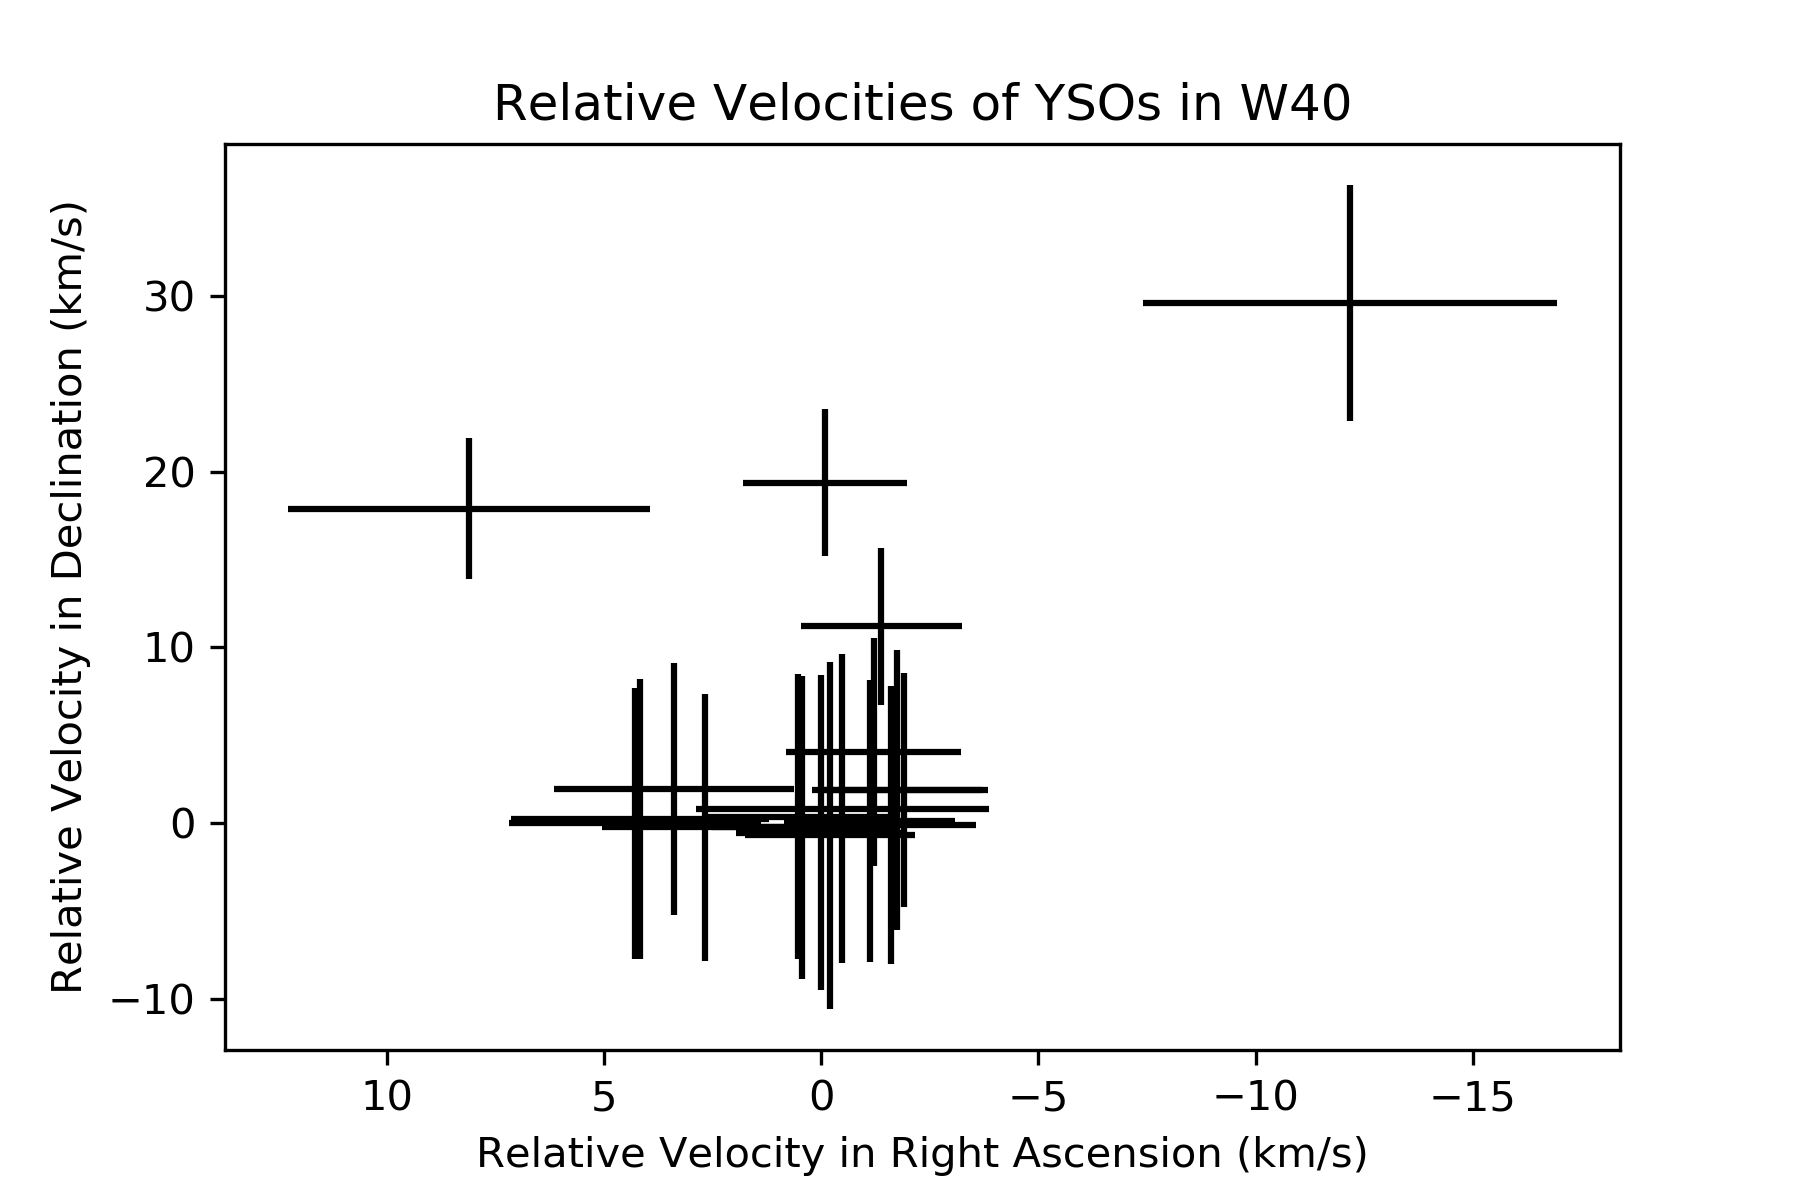 Relative Velocities of YSOs in W40
Relative Velocity in Declination (km/s)
30
20
10
0
−10
10 5 0 −5 −10 −15
Relative Velocity in Right Ascension (km/s)